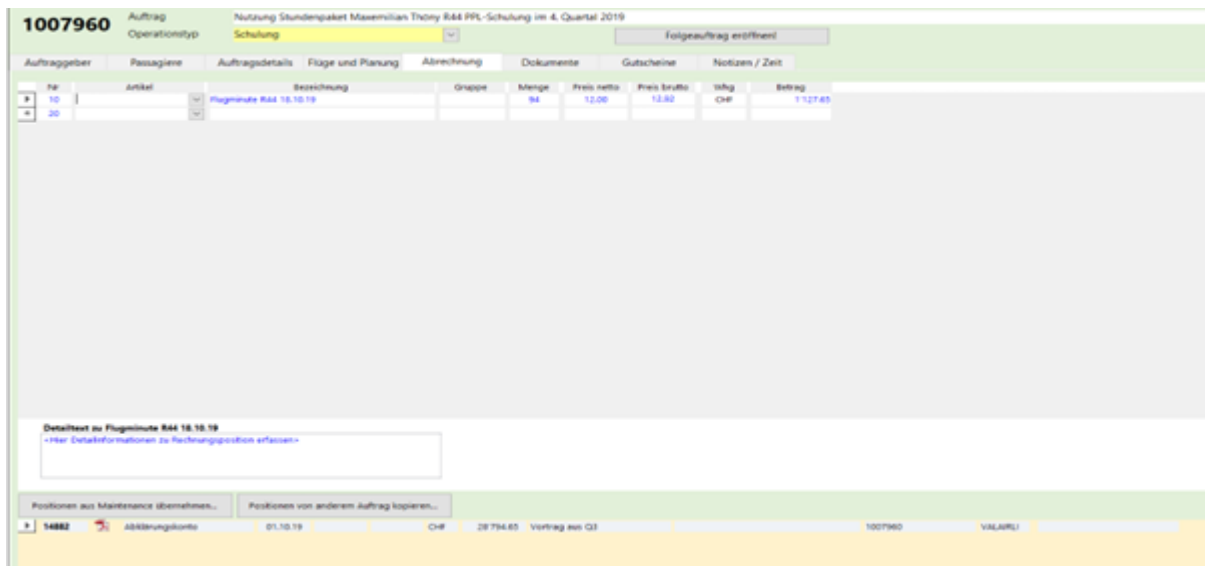 1007960
Auftrag Nutzung Stundenpaket Maxemilian Thöny R44 PPL-Schulung im 4. Quartal 2019
Operationstyp Schulung Folgeauftrag eröffnen!
Auftraggeber Passagiere Auftragsdetails Flüge und Planung Abrechnung Dokumente Gutscheine Notizen / Zeit
Nr Artikel Bezeichnung Gruppe Menge Preis netto Preis brutto Whg Betrag
10 Flugminute R44 18.10.19 94 12,00 CHF 1'127.65
20
Detailtext zu Flugminute R44 18.10.19
<Hier Detailinformationen zu Rechnungsposition erfassen>
Positionen aus Maintenance übernehmen... Positionen von anderem Auftrag kopieren...
14882 Abklärungskonto 01.10.19 CHF 28'794.65 Vortrag aus Q3 1007960